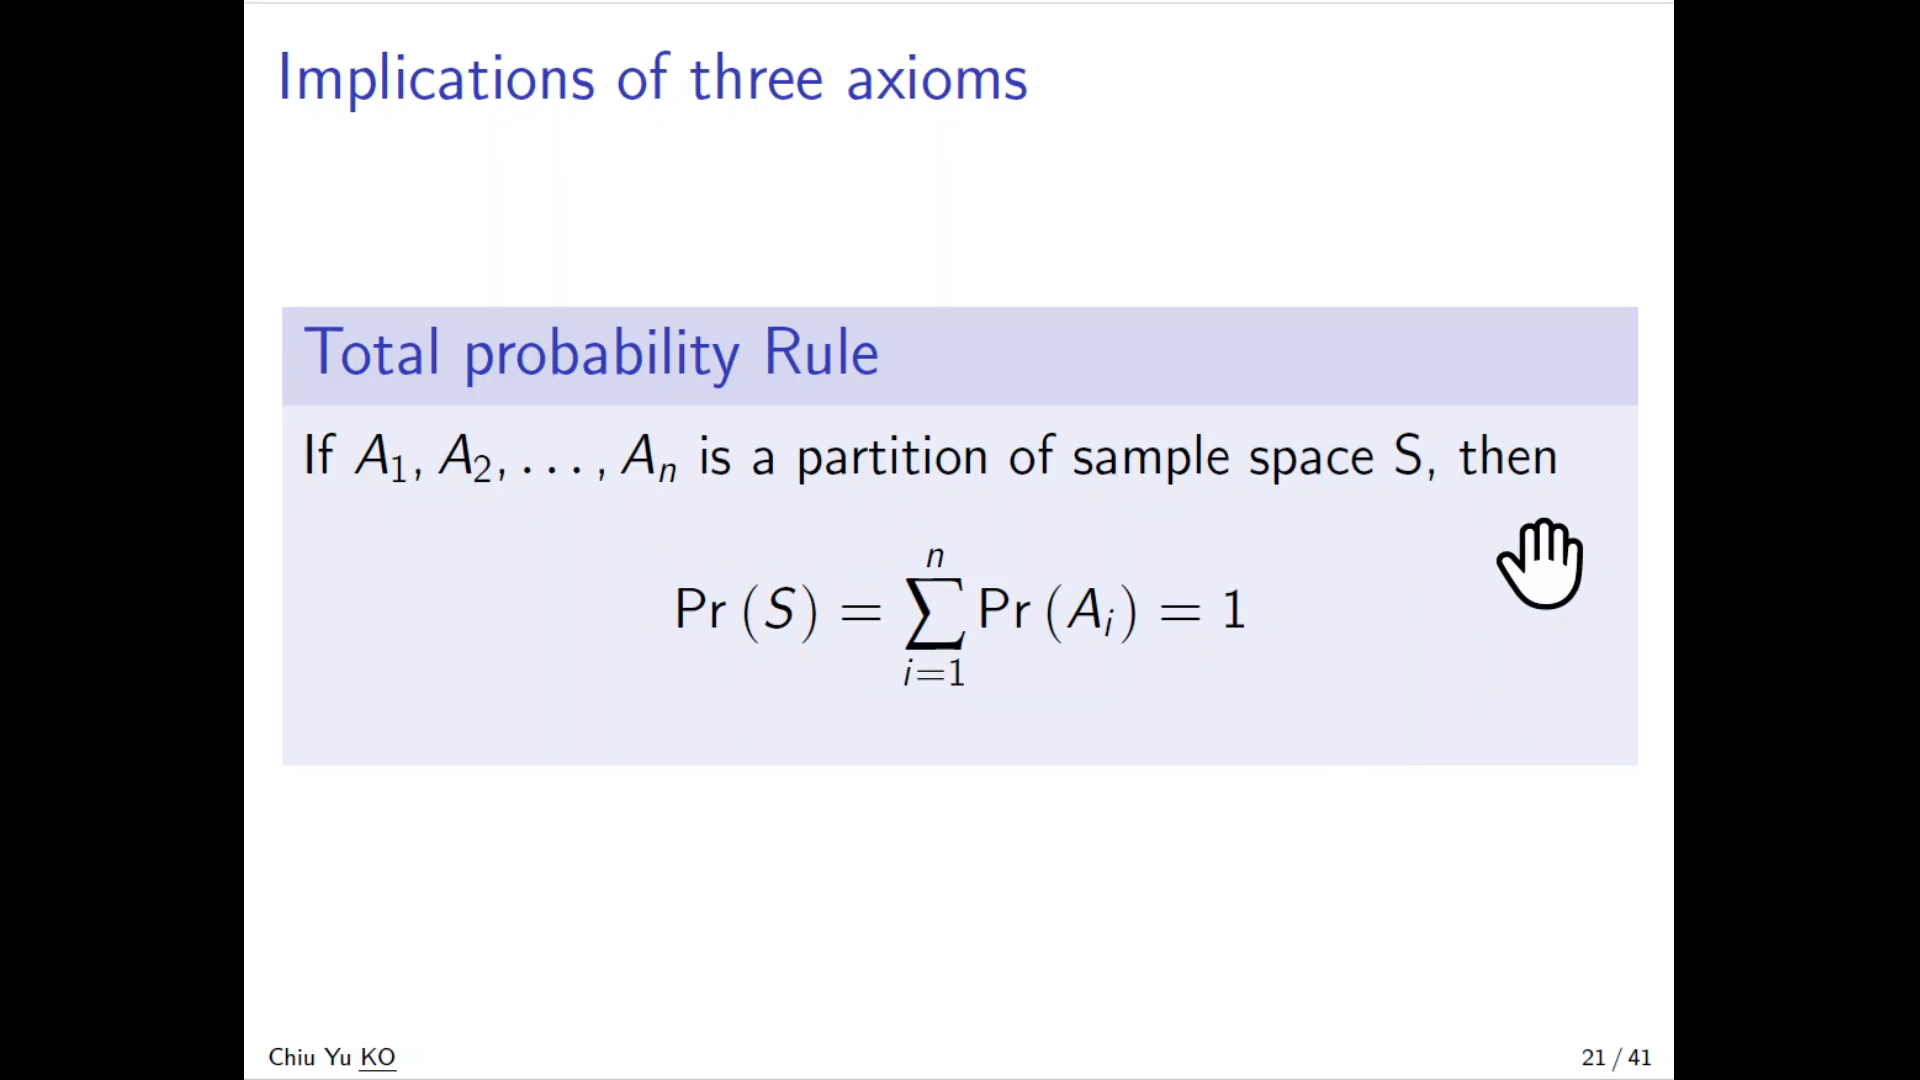 Implications of three axioms
Total probability Rule
If A₁, A₂, . . . , Aₙ is a partition of sample space S, then
Pr (S) = ∑ⁿᵢ₌₁ Pr (Aᵢ) = 1
Chiu Yu KO
21 / 41